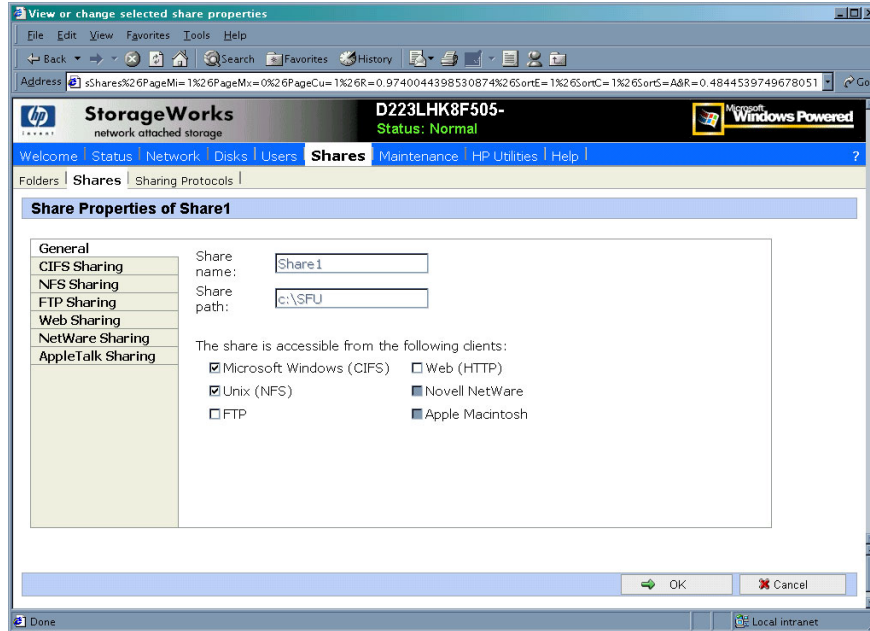 View or change selected share properties
File Edit View Favorites Tools Help
Back Search Favorites History
Address sShares%26PageMi=1%26PageMx=0%26PageCu=1%26R=0.9740044398530874%26SortE=1%26SortC=1%26SortS=A&R=0.4844539749678051 Go
hp StorageWorks D223LHK8F505- Microsoft
invent network attached storage Status: Normal Windows Powered
Welcome Status Network Disks Users Shares Maintenance HP Utilities Help ?
Folders Shares Sharing Protocols
Share Properties of Share1
General
CIFS Sharing
NFS Sharing
FTP Sharing
Web Sharing
NetWare Sharing
AppleTalk Sharing
Share name: Share1
Share path: c:\SFU
The share is accessible from the following clients:
Microsoft Windows (CIFS) Web (HTTP)
Unix (NFS) Novell NetWare
FTP Apple Macintosh
OK Cancel
Done Local intranet